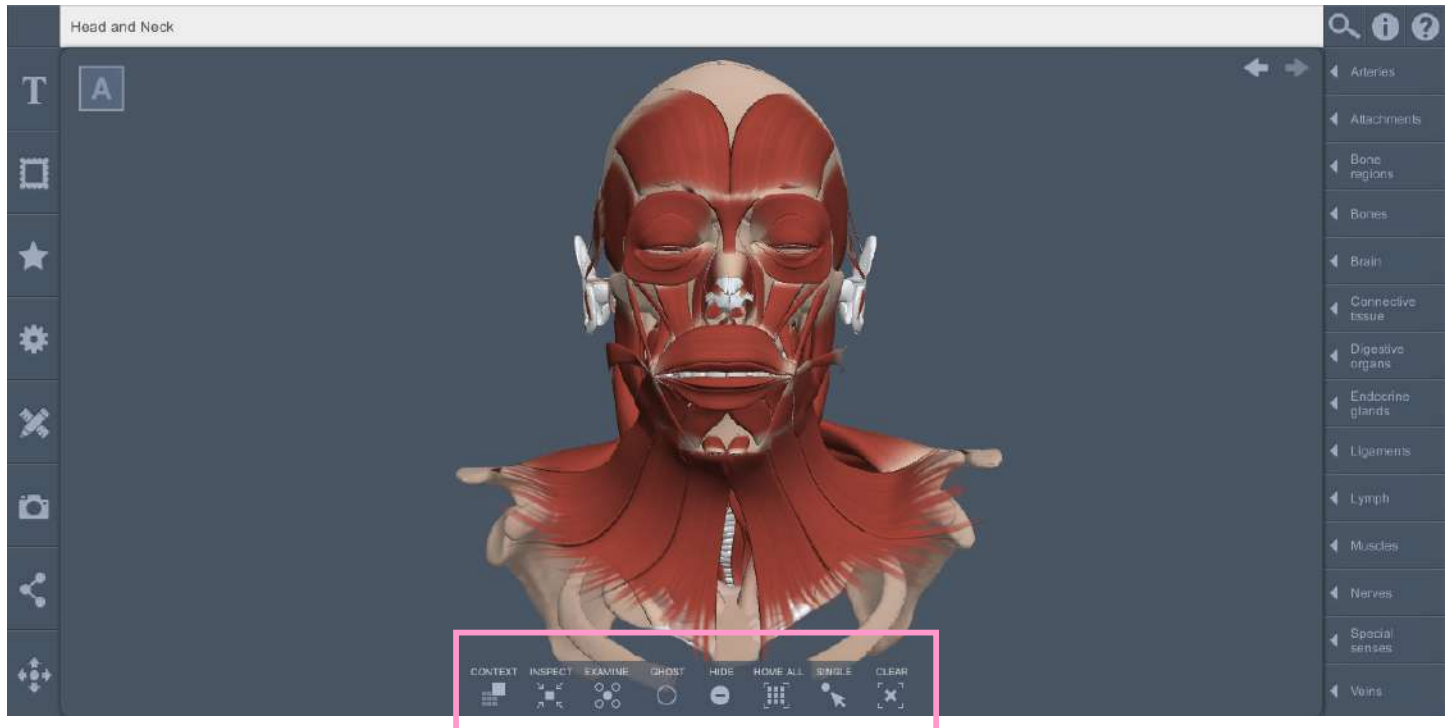 Head and Neck
T
A
Arteries
Attachments
Bone
regions
Bones
Brain
Connective
tissue
Digestive
organs
Endocrine
glands
Ligaments
Lymph
Muscles
Nerves
Special
senses
Veins
CONTEXT INSPECT EXAMINE GHOST HIDE HOME ALL SINGLE CLEAR